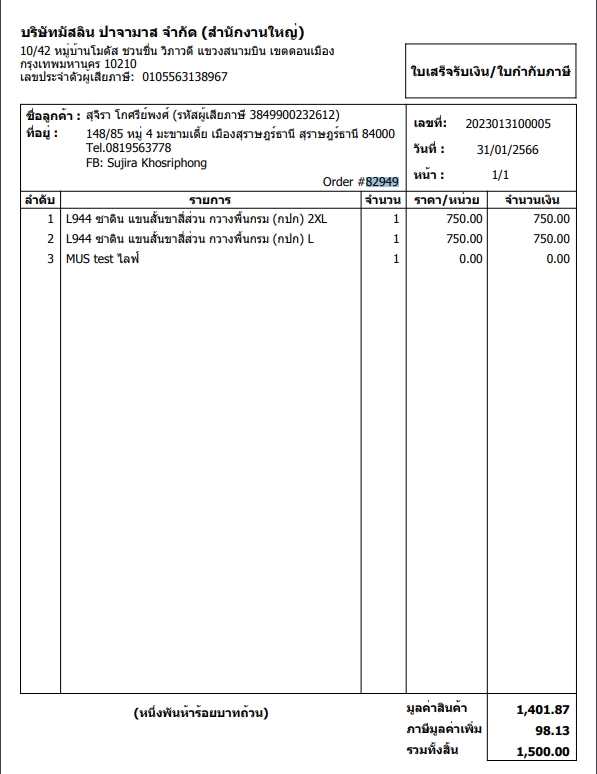 บริษัทมัสลิน ปาจามาส จำกัด (สำนักงานใหญ่)
10/42 หมู่บ้านโมดัส ชวนชื่น วิภาวดี แขวงสนามบิน เขตดอนเมือง
กรุงเทพมหานคร 10210
เลขประจำตัวผู้เสียภาษี: 0105563138967
ใบเสร็จรับเงิน/ใบกำกับภาษี
ชื่อลูกค้า : สุจิรา โกศรีย์พงศ์ (รหัสผู้เสียภาษี 3849900232612)
ที่อยู่ : 148/85 หมู่ 4 มะขามเตี้ย เมืองสุราษฎร์ธานี สุราษฎร์ธานี 84000
Tel.0819563778
FB: Sujira Khosriphong
Order #82949
เลขที่: 2023013100005
วันที่ : 31/01/2566
หน้า : 1/1
ลำดับ รายการ จำนวน ราคา/หน่วย จำนวนเงิน
1 L944 ซาติน แขนสั้นขาสี่ส่วน กวางพื้นกรม (กปก) 2XL 1 750.00 750.00
2 L944 ซาติน แขนสั้นขาสี่ส่วน กวางพื้นกรม (กปก) L 1 750.00 750.00
3 MUS test ไลฟ์ 1 0.00 0.00
(หนึ่งพันห้าร้อยบาทถ้วน)
มูลค่าสินค้า 1,401.87
ภาษีมูลค่าเพิ่ม 98.13
รวมทั้งสิ้น 1,500.00